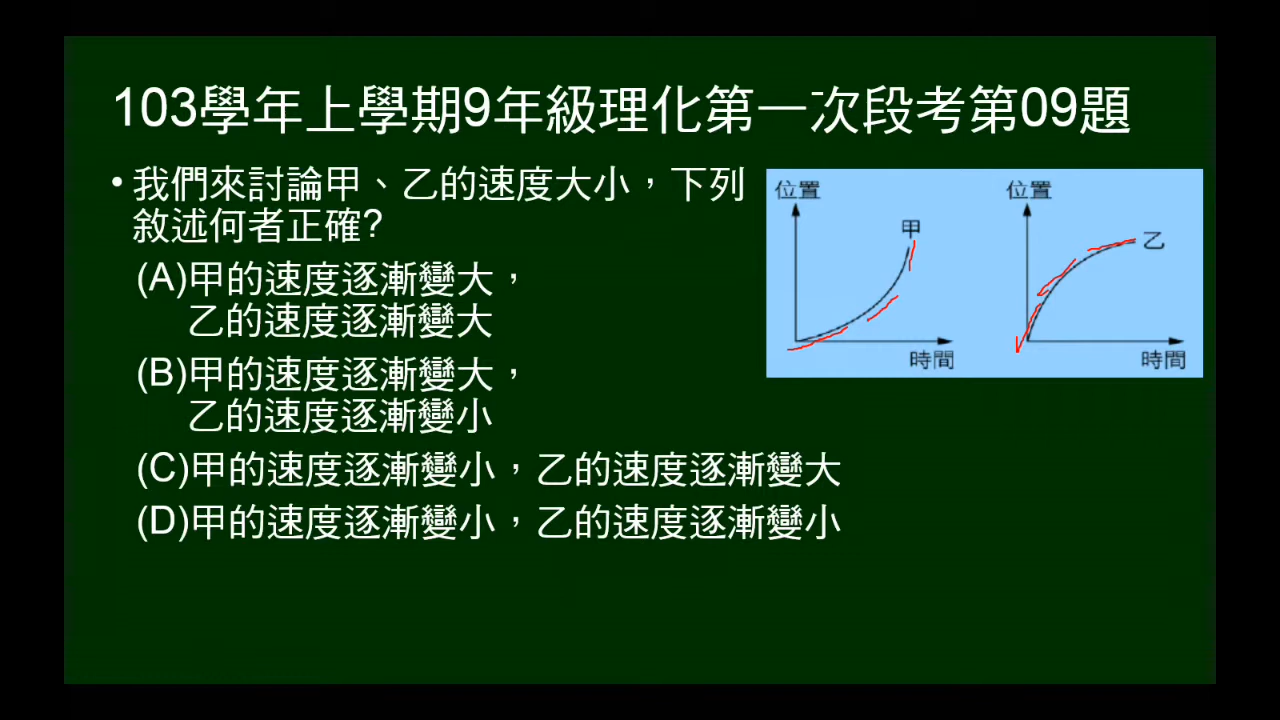 103學年上學期9年級理化第一次段考第09題
•我們來討論甲、乙的速度大小，下列
敘述何者正確?
(A)甲的速度逐漸變大，
乙的速度逐漸變大
(B)甲的速度逐漸變大，
乙的速度逐漸變小
(C)甲的速度逐漸變小，乙的速度逐漸變大
(D)甲的速度逐漸變小，乙的速度逐漸變小
位置
甲
時間
位置
乙
時間